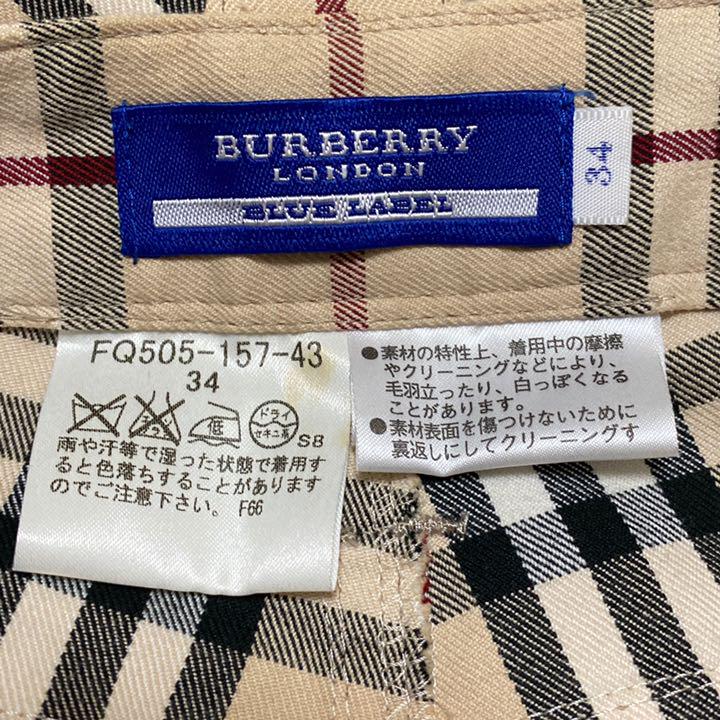 BURBERRY
LONDON
BLUE LABEL
34
FQ505-157-43
34
低
ドライ
セキユ系
S8
雨や汗等で湿った状態で着用す
ると色落ちすることがあります
のでご注意下さい。 F66
●素材の特性上、着用中の摩擦
やクリーニングなどにより、
毛羽立ったり、白っぽくなる
ことがあります。
●素材表面を傷つけないために
裏返しにしてクリーニングす